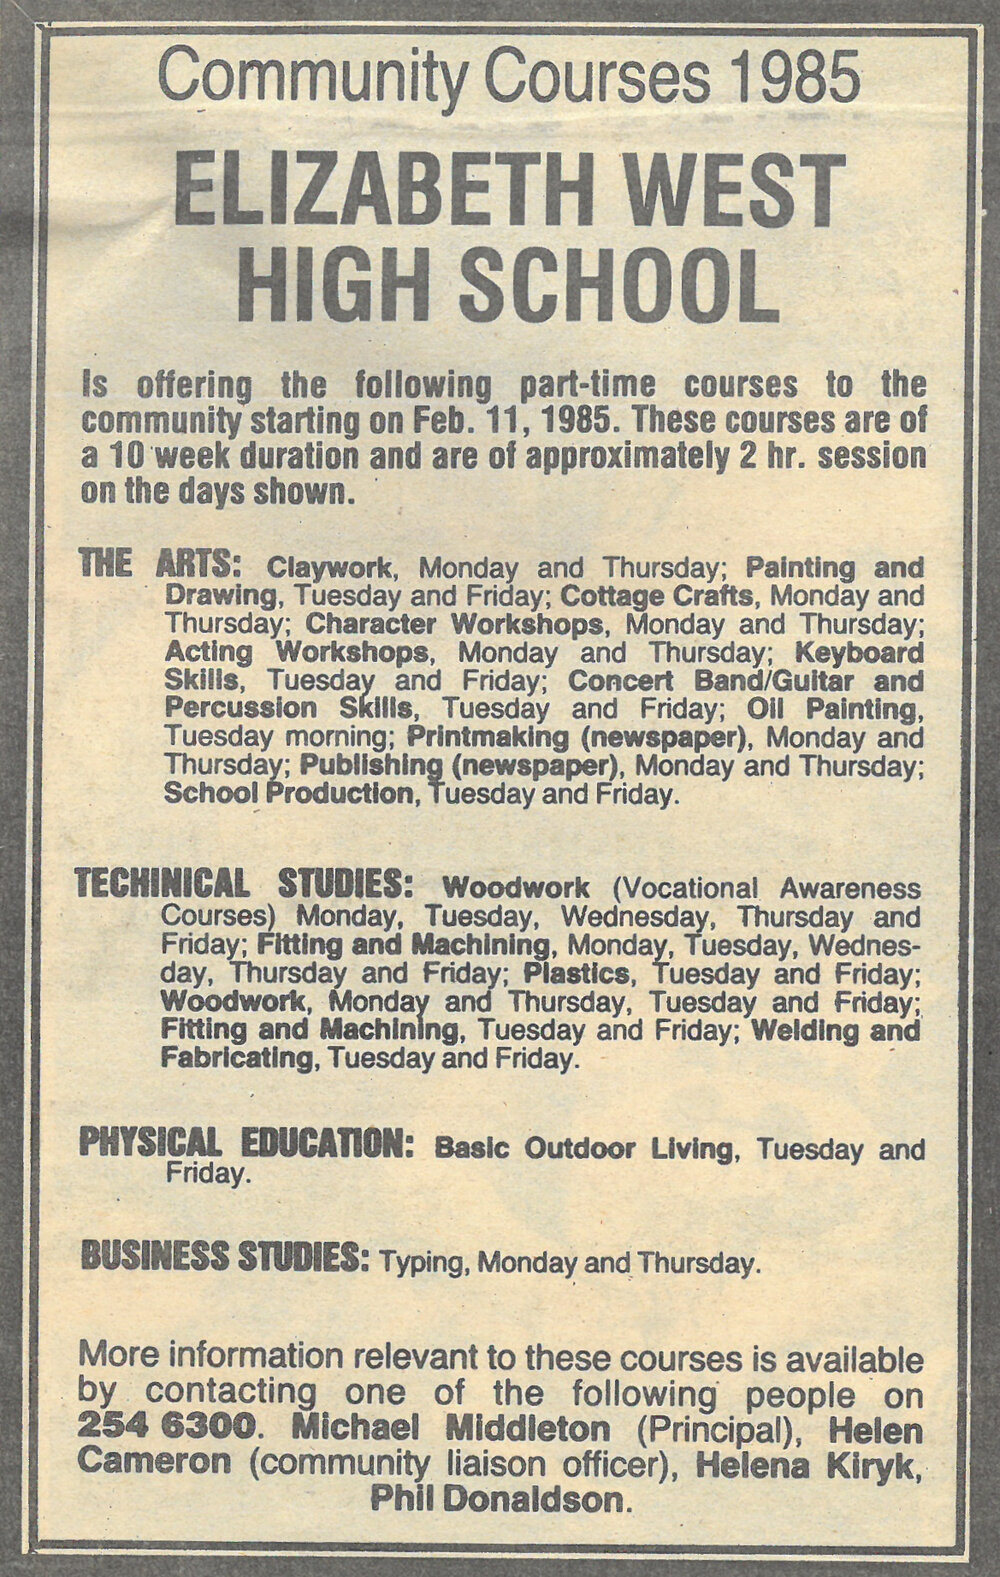 Community Courses 1985
ELIZABETH WEST
HIGH SCHOOL
Is offering the following part-time courses to the
community starting on Feb. 11, 1985. These courses are of
a 10 week duration and are of approximately 2 hr. session
on the days shown.
THE ARTS: Claywork, Monday and Thursday; Painting and
Drawing, Tuesday and Friday; Cottage Crafts, Monday and
Thursday; Character Workshops, Monday and Thursday;
Acting Workshops, Monday and Thursday; Keyboard
Skills, Tuesday and Friday; Concert Band/Guitar and
Percussion Skills, Tuesday and Friday; Oil Painting,
Tuesday morning; Printmaking (newspaper), Monday and
Thursday; Publishing (newspaper), Monday and Thursday;
School Production, Tuesday and Friday.
TECHINICAL STUDIES: Woodwork (Vocational Awareness
Courses) Monday, Tuesday, Wednesday, Thursday and
Friday; Fitting and Machining, Monday, Tuesday, Wednes-
day, Thursday and Friday; Plastics, Tuesday and Friday;
Woodwork, Monday and Thursday, Tuesday and Friday;
Fitting and Machining, Tuesday and Friday; Welding and
Fabricating, Tuesday and Friday.
PHYSICAL EDUCATION: Basic Outdoor Living, Tuesday and
Friday.
BUSINESS STUDIES: Typing, Monday and Thursday.
More information relevant to these courses is available
by contacting one of the following people on
254 6300. Michael Middleton (Principal), Helen
Cameron (community liaison officer), Helena Kiryk,
Phil Donaldson.